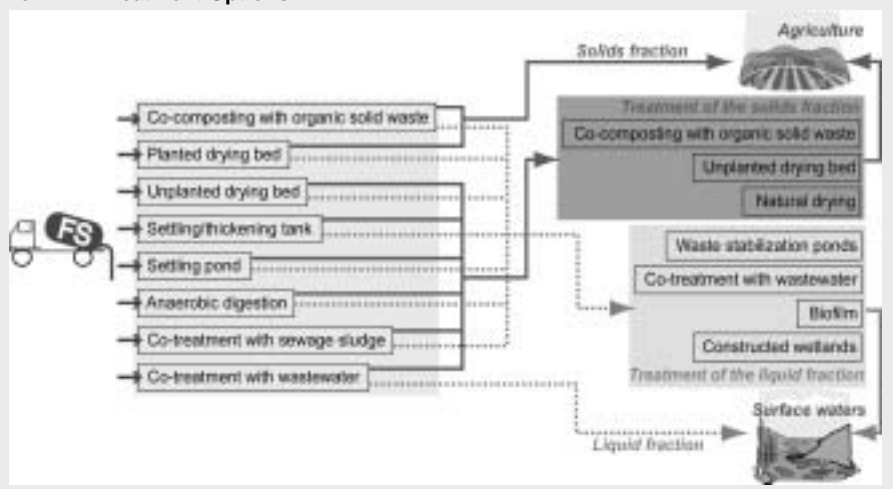 Agriculture
Solids fraction
Treatment of the solids fraction
Co-composting with organic solid waste
Co-composting with organic solid waste
Planted drying bed
Unplanted drying bed
Unplanted drying bed
Natural drying
Settling/thickening tank
FS
Waste stabilization ponds
Settling pond
Co-treatment with wastewater
Anaerobic digestion
Biofilm
Co-treatment with sewage sludge
Constructed wetlands
Co-treatment with wastewater
Treatment of the liquid fraction
Surface waters
Liquid fraction